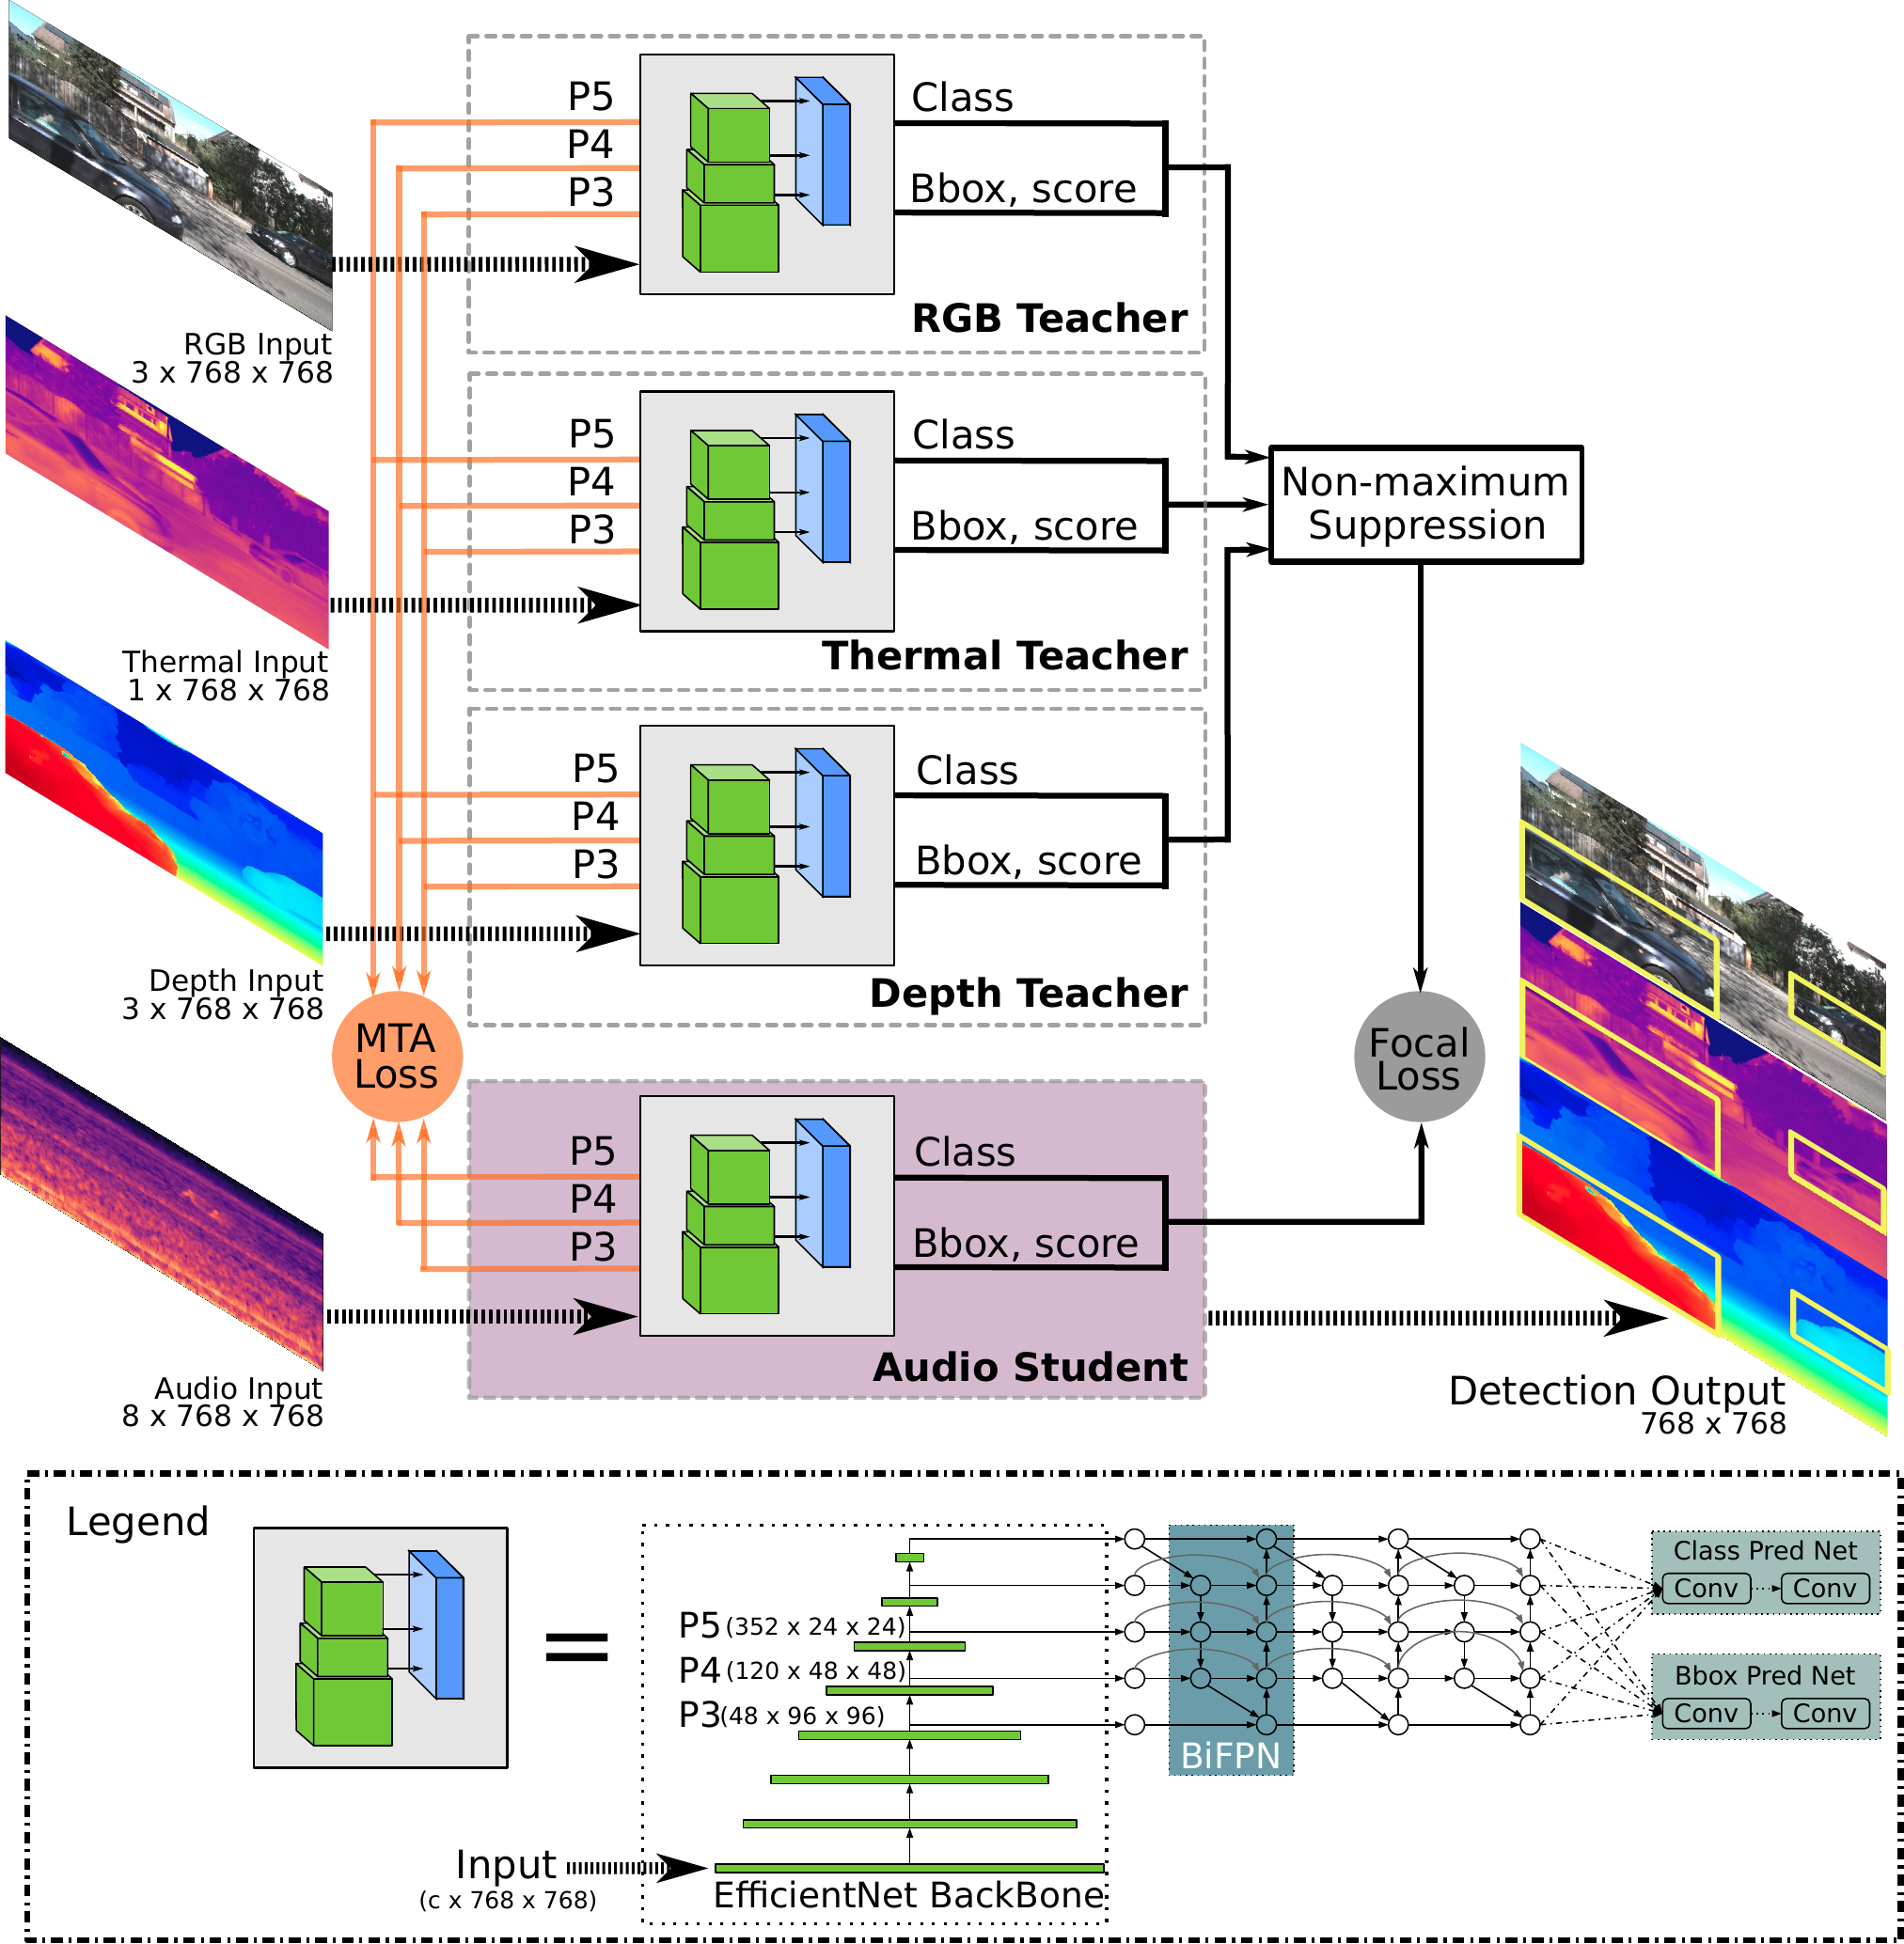 P5
P4
P3
Class
Bbox, score
RGB Teacher
RGB Input
3 x 768 x 768
P5
P4
P3
Class
Bbox, score
Thermal Teacher
Thermal Input
1 x 768 x 768
Non-maximum
Suppression
P5
P4
P3
Class
Bbox, score
Depth Teacher
Depth Input
3 x 768 x 768
MTA
Loss
Focal
Loss
P5
P4
P3
Class
Bbox, score
Audio Student
Audio Input
8 x 768 x 768
Detection Output
768 x 768
Legend
P5 (352 x 24 x 24)
P4 (120 x 48 x 48)
P3 (48 x 96 x 96)
Input
(c x 768 x 768)
EfficientNet BackBone
BiFPN
Class Pred Net
Conv Conv
Bbox Pred Net
Conv Conv